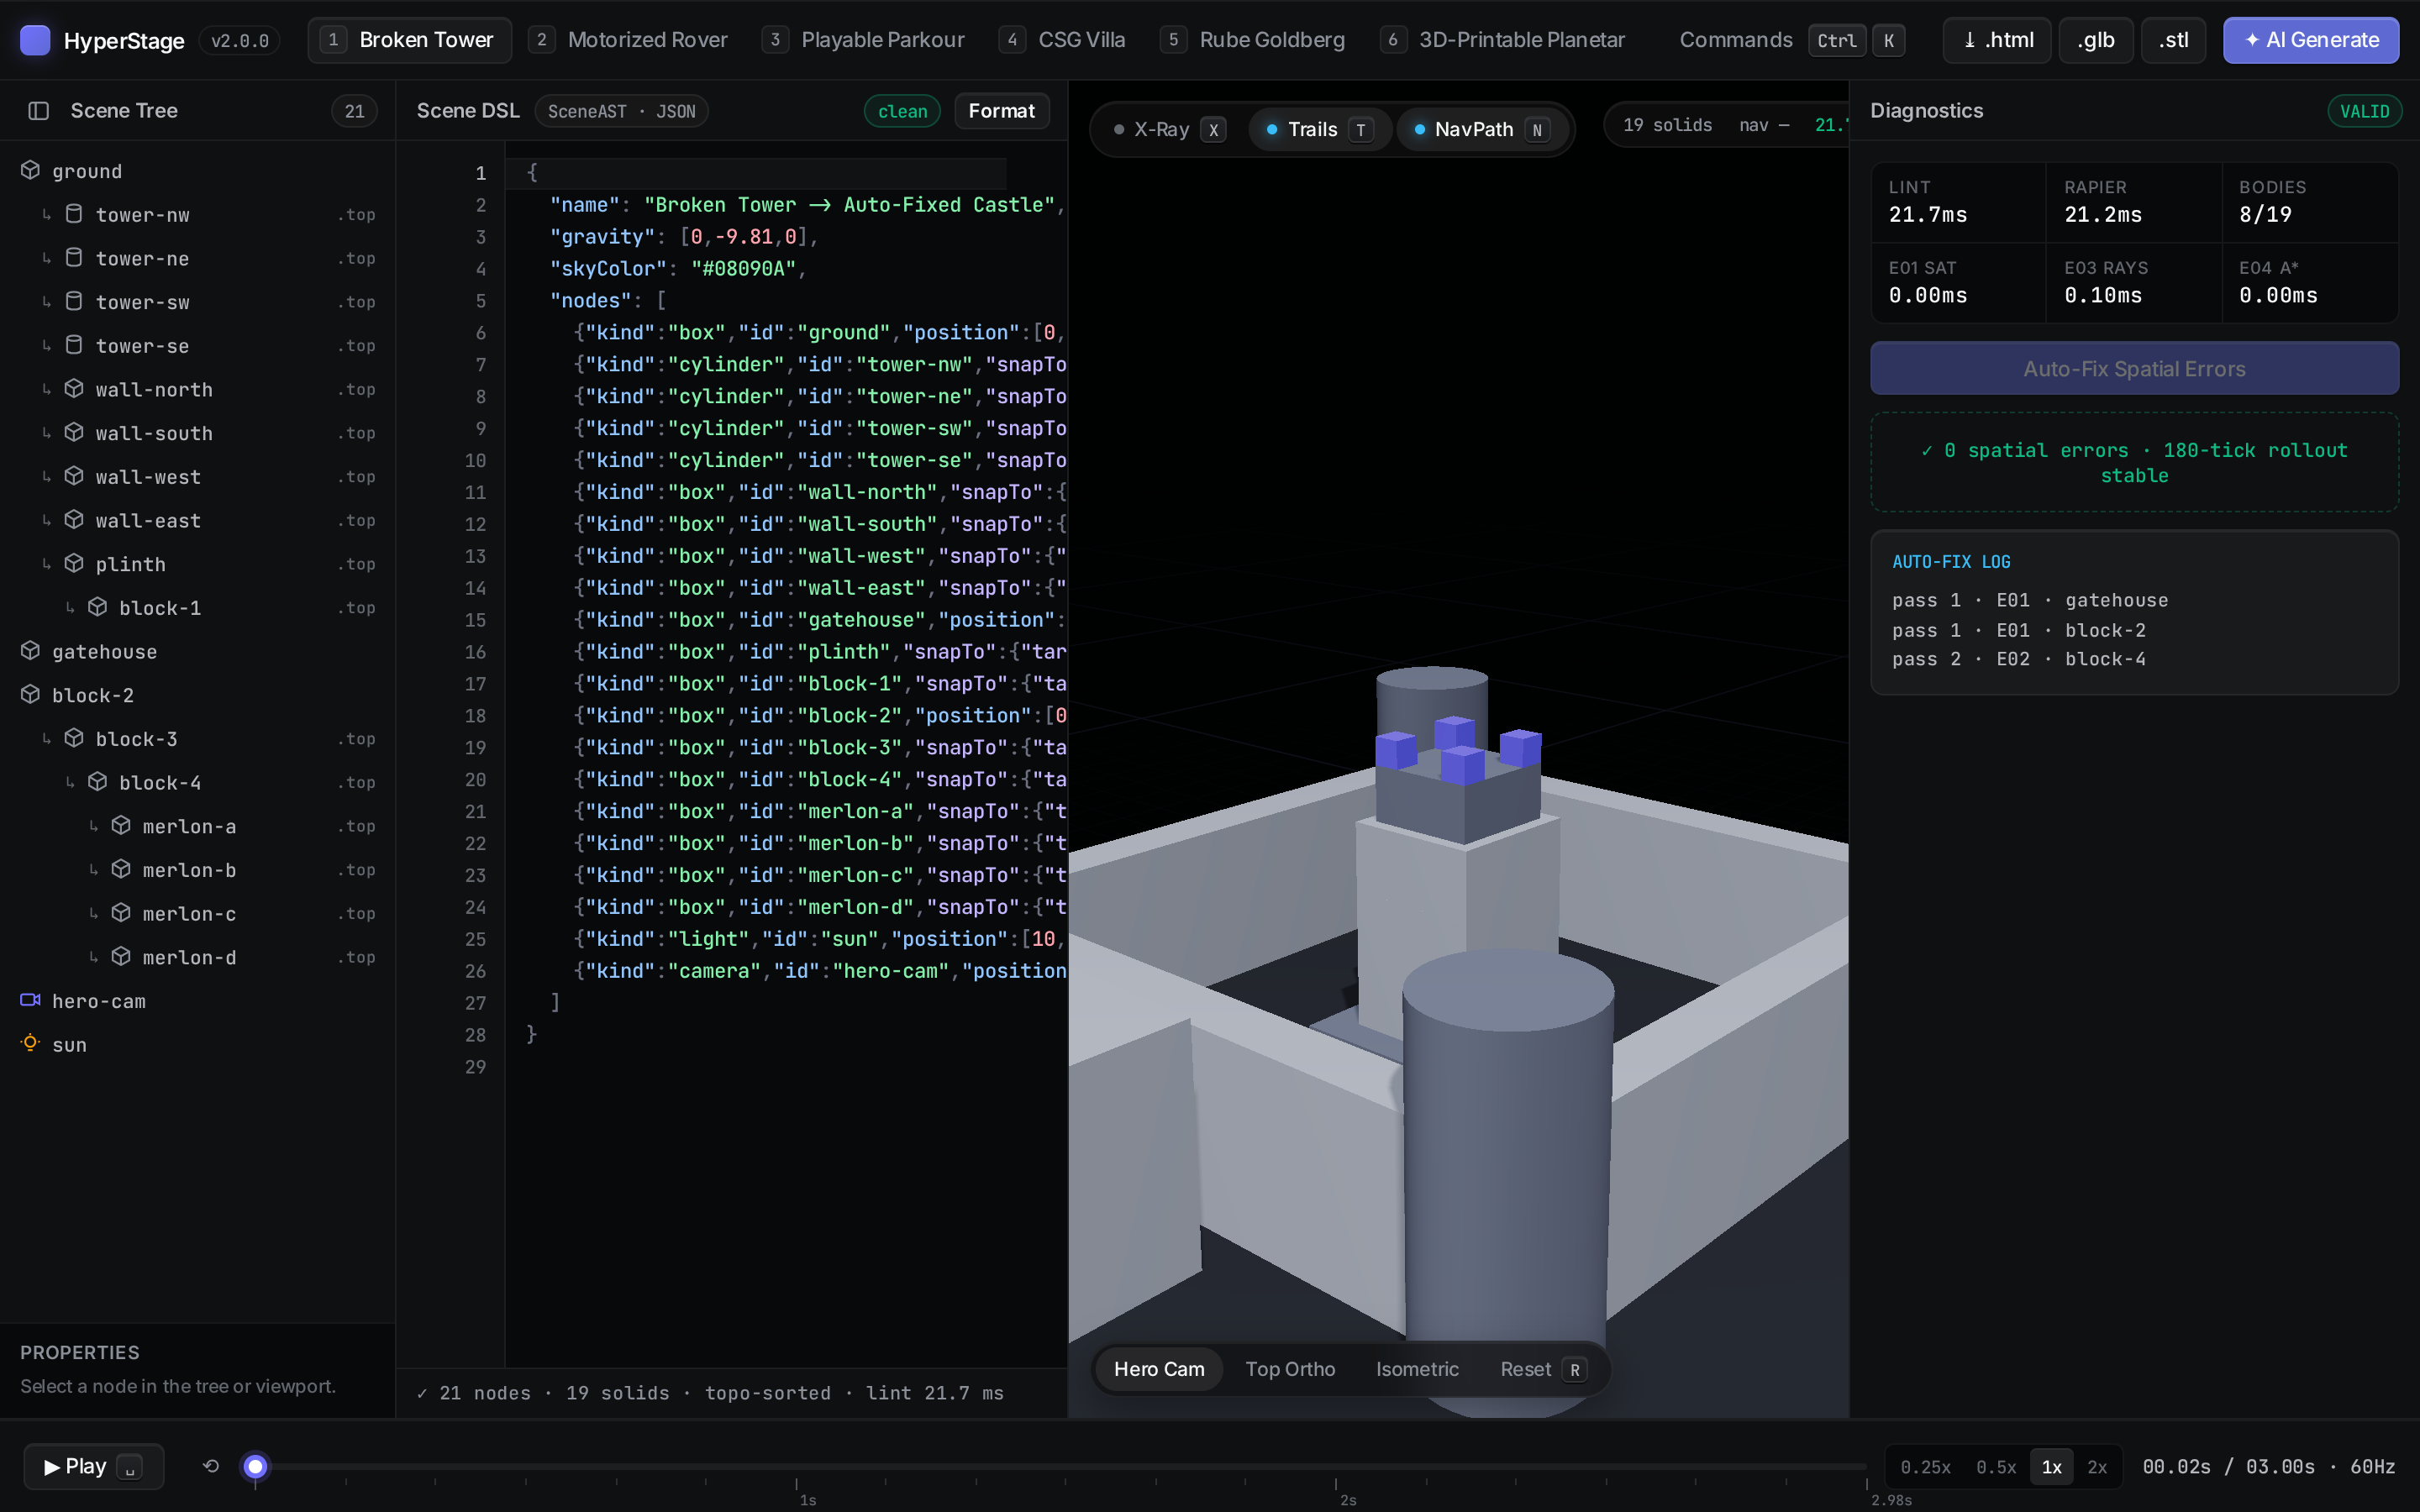 HyperStage v2.0.0 1 Broken Tower 2 Motorized Rover 3 Playable Parkour 4 CSG Villa 5 Rube Goldberg 6 3D-Printable Planetar Commands Ctrl K ⤓ .html .glb .stl ✦ AI Generate
Scene Tree 21
ground
↳ tower-nw .top
↳ tower-ne .top
↳ tower-sw .top
↳ tower-se .top
↳ wall-north .top
↳ wall-south .top
↳ wall-west .top
↳ wall-east .top
↳ plinth .top
↳ block-1 .top
gatehouse
block-2
↳ block-3 .top
↳ block-4 .top
↳ merlon-a .top
↳ merlon-b .top
↳ merlon-c .top
↳ merlon-d .top
hero-cam
sun
PROPERTIES
Select a node in the tree or viewport.
Scene DSL SceneAST · JSON clean Format
1 {
2 "name": "Broken Tower → Auto-Fixed Castle",
3 "gravity": [0,-9.81,0],
4 "skyColor": "#08090A",
5 "nodes": [
6 {"kind":"box","id":"ground","position":[0,
7 {"kind":"cylinder","id":"tower-nw","snapTo
8 {"kind":"cylinder","id":"tower-ne","snapTo
9 {"kind":"cylinder","id":"tower-sw","snapTo
10 {"kind":"cylinder","id":"tower-se","snapTo
11 {"kind":"box","id":"wall-north","snapTo":{
12 {"kind":"box","id":"wall-south","snapTo":{
13 {"kind":"box","id":"wall-west","snapTo":{"
14 {"kind":"box","id":"wall-east","snapTo":{"
15 {"kind":"box","id":"gatehouse","position":
16 {"kind":"box","id":"plinth","snapTo":{"tar
17 {"kind":"box","id":"block-1","snapTo":{"ta
18 {"kind":"box","id":"block-2","position":[0
19 {"kind":"box","id":"block-3","snapTo":{"ta
20 {"kind":"box","id":"block-4","snapTo":{"ta
21 {"kind":"box","id":"merlon-a","snapTo":{"t
22 {"kind":"box","id":"merlon-b","snapTo":{"t
23 {"kind":"box","id":"merlon-c","snapTo":{"t
24 {"kind":"box","id":"merlon-d","snapTo":{"t
25 {"kind":"light","id":"sun","position":[10,
26 {"kind":"camera","id":"hero-cam","position
27 ]
28 }
29
✓ 21 nodes · 19 solids · topo-sorted · lint 21.7 ms
X-Ray X Trails T NavPath N 19 solids nav —
Hero Cam Top Ortho Isometric Reset R
Diagnostics VALID
LINT RAPIER BODIES
21.7ms 21.2ms 8/19
E01 SAT E03 RAYS E04 A*
0.00ms 0.10ms 0.00ms
Auto-Fix Spatial Errors
✓ 0 spatial errors · 180-tick rollout
stable
AUTO-FIX LOG
pass 1 · E01 · gatehouse
pass 1 · E01 · block-2
pass 2 · E02 · block-4
▶ Play ␣ ⟲ 0.25x 0.5x 1x 2x 00.02s / 03.00s · 60Hz
1s 2s 2.98s